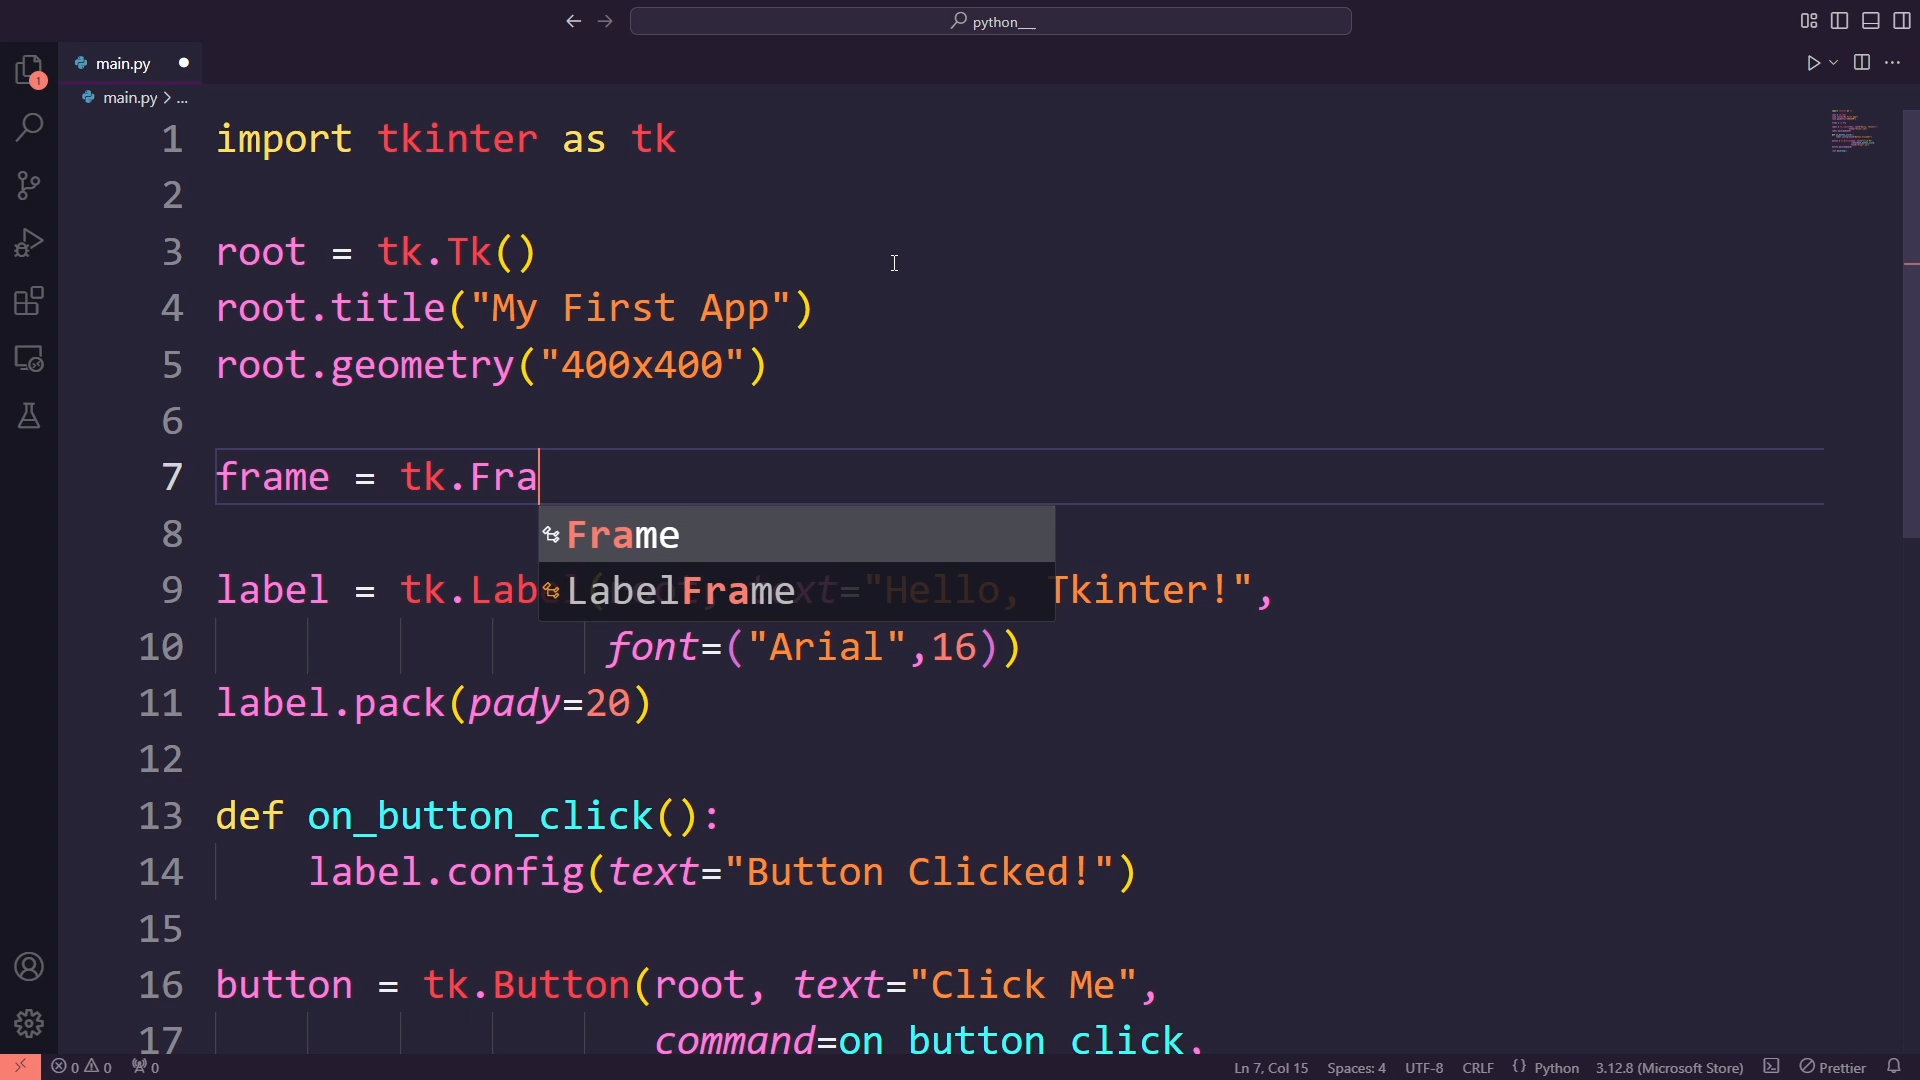 python___
main.py
1
main.py > ...
1 import tkinter as tk
2
3 root = tk.Tk()
4 root.title("My First App")
5 root.geometry("400x400")
6
7 frame = tk.Fra
8 Frame
9 label = tk.Lab LabelFrame "Hello, Tkinter!",
10 font=("Arial",16))
11 label.pack(pady=20)
12
13 def on_button_click():
14 label.config(text="Button Clicked!")
15
16 button = tk.Button(root, text="Click Me",
17 command=on_button_click,
0 0 0 Ln 7, Col 15 Spaces: 4 UTF-8 CRLF {} Python 3.12.8 (Microsoft Store) Prettier